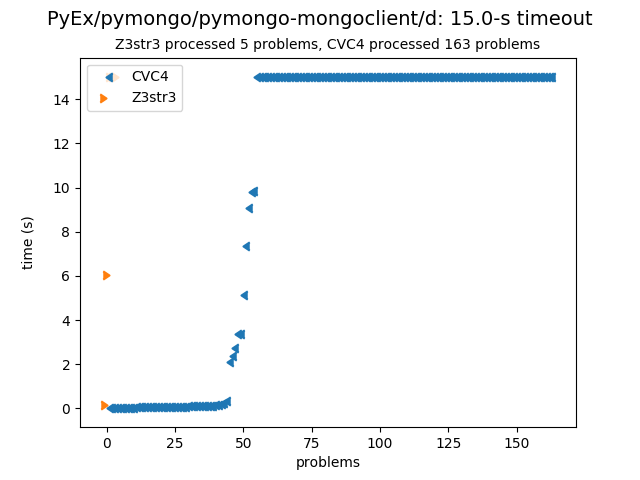 PyEx/pymongo/pymongo-mongoclient/d: 15.0-s timeout
Z3str3 processed 5 problems, CVC4 processed 163 problems
CVC4
Z3str3
14
12
10
8
6
4
2
0
time (s)
0 25 50 75 100 125 150
problems